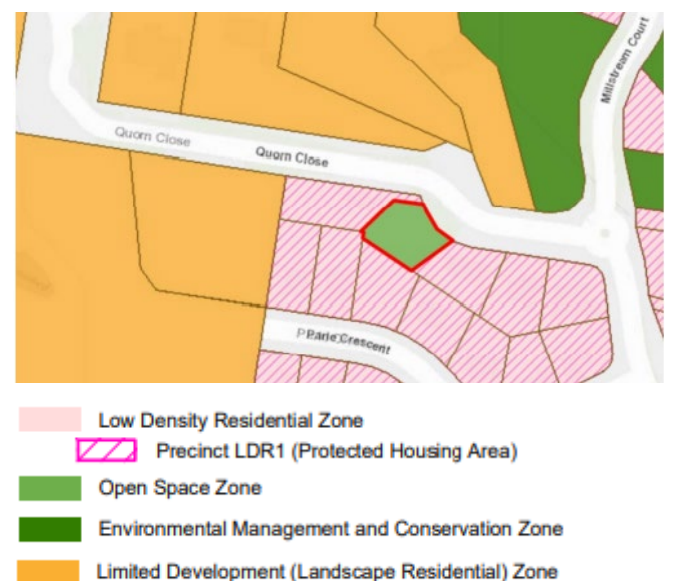 Millstream Court
Quorn Close
Quorn Close
Crescent
Low Density Residential Zone
Precinct LDR1 (Protected Housing Area)
Open Space Zone
Environmental Management and Conservation Zone
Limited Development (Landscape Residential) Zone